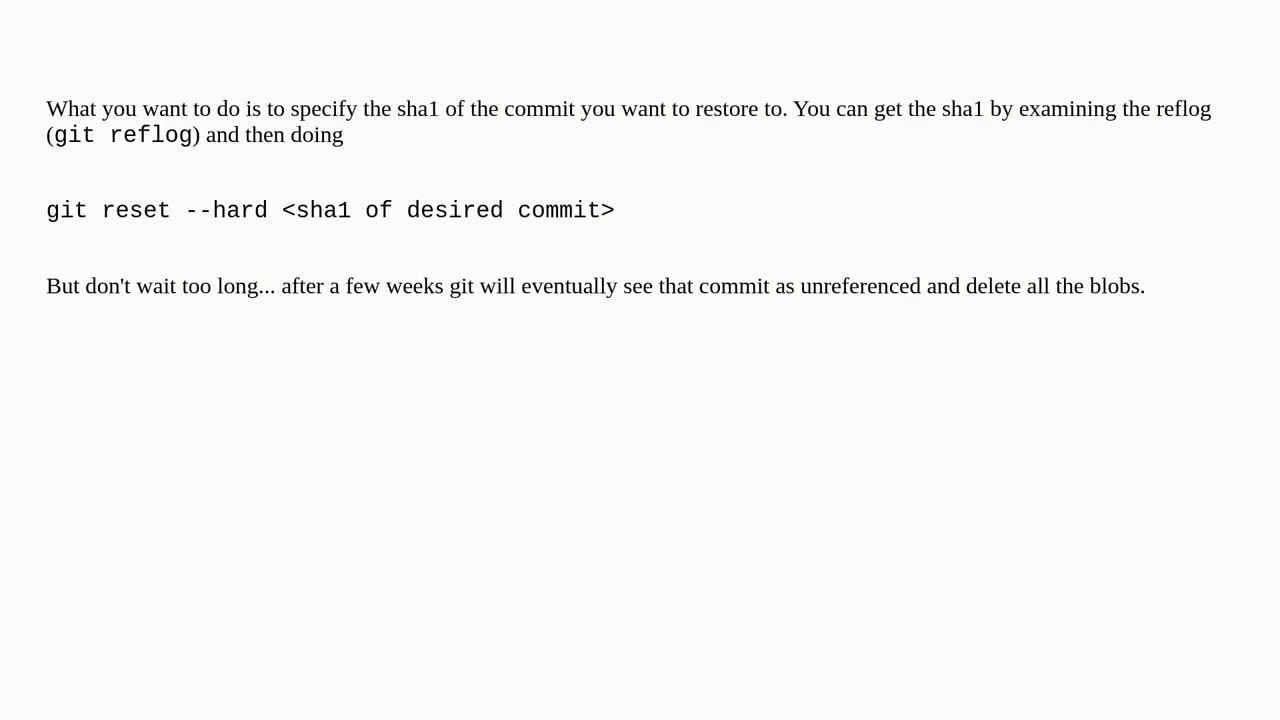 What you want to do is to specify the sha1 of the commit you want to restore to. You can get the sha1 by examining the reflog
(git reflog) and then doing
git reset --hard <sha1 of desired commit>
But don't wait too long... after a few weeks git will eventually see that commit as unreferenced and delete all the blobs.